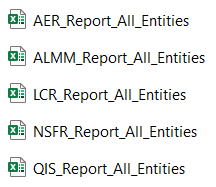 AER_Report_All_Entities
ALMM_Report_All_Entities
LCR_Report_All_Entities
NSFR_Report_All_Entities
QIS_Report_All_Entities